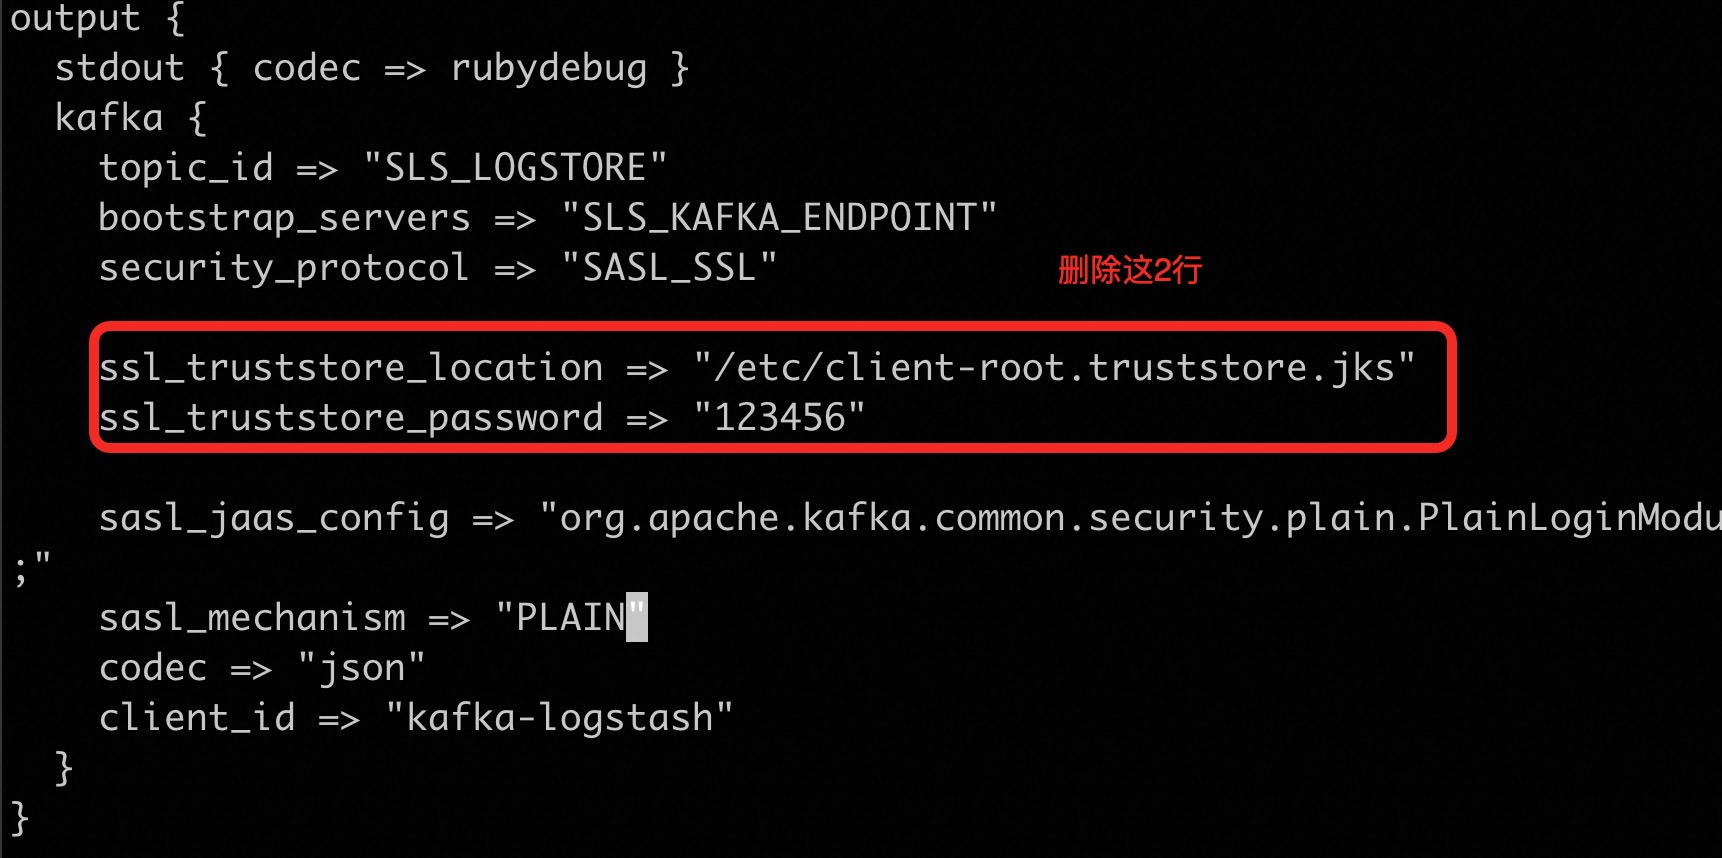 output {
  stdout { codec => rubydebug }
  kafka {
    topic_id => "SLS_LOGSTORE"
    bootstrap_servers => "SLS_KAFKA_ENDPOINT"
    security_protocol => "SASL_SSL"
删除这2行
    ssl_truststore_location => "/etc/client-root.truststore.jks"
    ssl_truststore_password => "123456"
    sasl_jaas_config => "org.apache.kafka.common.security.plain.PlainLoginModu
;"
    sasl_mechanism => "PLAIN"
    codec => "json"
    client_id => "kafka-logstash"
  }
}